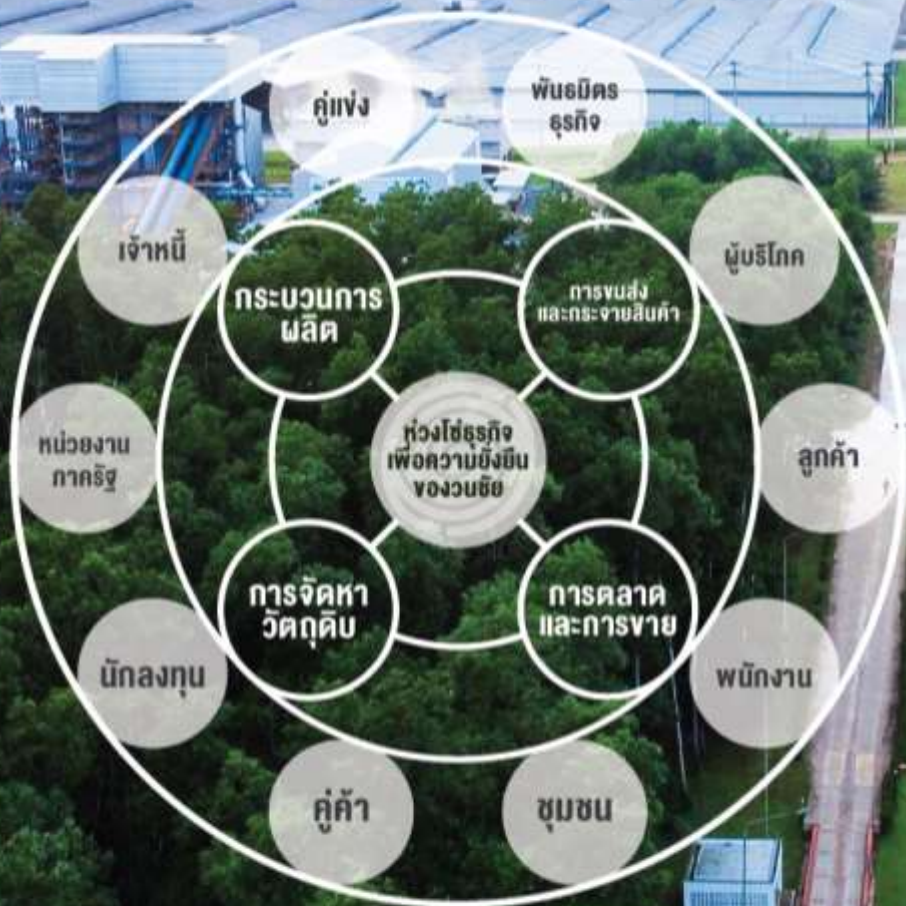 คู่แข่ง
พันธมิตร
ธุรกิจ
เจ้าหนี้
ผู้บริโภค
กระบวนการ
ผลิต
การขนส่ง
และกระจายสินค้า
หน่วยงาน
ภาครัฐ
ห่วงโซ่ธุรกิจ
เพื่อความยั่งยืน
ของวนชัย
ลูกค้า
การจัดหา
วัตถุดิบ
การตลาด
และการขาย
นักลงทุน
พนักงาน
คู่ค้า
ชุมชน